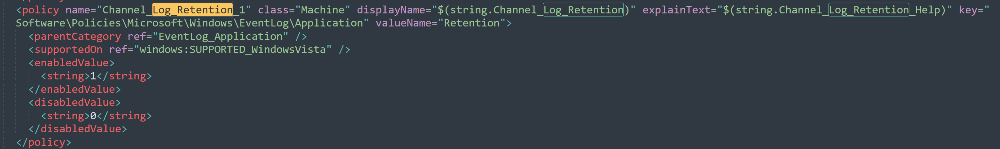 </policy>
<policy name="Channel_Log_Retention_1" class="Machine" displayName="$(string.Channel_Log_Retention)" explainText="$(string.Channel_Log_Retention_Help)" key="
Software\Policies\Microsoft\Windows\EventLog\Application" valueName="Retention">
<parentCategory ref="EventLog_Application" />
<supportedOn ref="windows:SUPPORTED_WindowsVista" />
<enabledValue>
<string>1</string>
</enabledValue>
<disabledValue>
<string>0</string>
</disabledValue>
</policy>